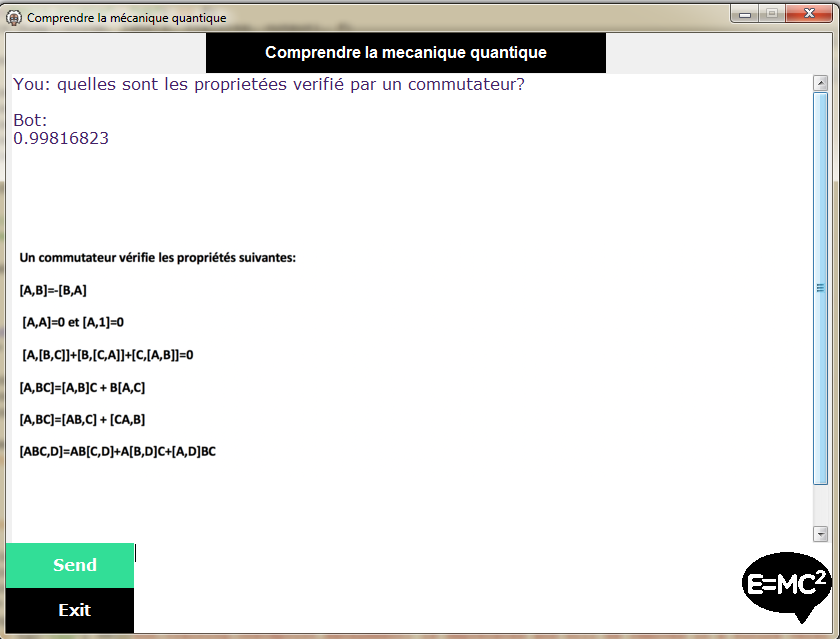 Comprendre la mécanique quantique
Comprendre la mecanique quantique
You: quelles sont les proprietées verifié par un commutateur?
Bot:
0.99816823
Un commutateur vérifie les propriétés suivantes:
[A,B]=-[B,A]
[A,A]=0 et [A,1]=0
[A,[B,C]]+[B,[C,A]]+[C,[A,B]]=0
[A,BC]=[A,B]C + B[A,C]
[A,BC]=[AB,C] + [CA,B]
[ABC,D]=AB[C,D]+A[B,D]C+[A,D]BC
Send
Exit
E=MC²